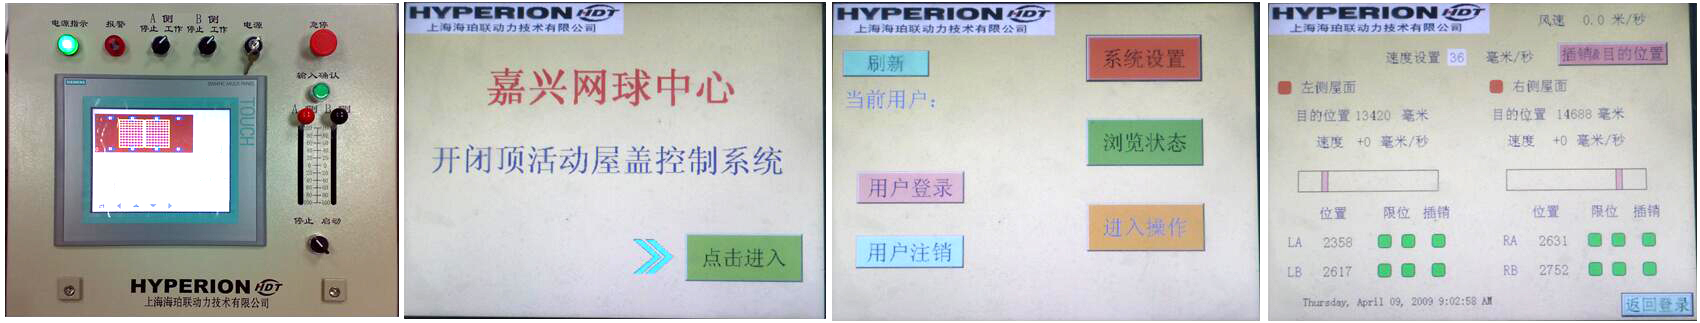 A 侧
B 侧
电源指示
报警
停止 工作
停止 工作
电源
急停
SIEMENS
SIMATIC MULTI PANEL
TOUCH
输入确认
A 侧
B 侧
停止 启动
HYPERION HDT
上海海珀联动力技术有限公司
HYPERION HDT
上海海珀联动力技术有限公司
嘉兴网球中心
开闭顶活动屋盖控制系统
点击进入
HYPERION HDT
上海海珀联动力技术有限公司
刷新
当前用户:
用户登录
用户注销
系统设置
浏览状态
进入操作
HYPERION HDT
上海海珀联动力技术有限公司
风速 0.0 米/秒
速度设置 36 毫米/秒
插销&目的位置
左侧屋面
右侧屋面
目的位置 13420 毫米
目的位置 14688 毫米
速度 +0 毫米/秒
速度 +0 毫米/秒
位置 限位 插销
位置 限位 插销
LA 2358
RA 2631
LB 2617
RB 2752
Thursday, April 09, 2009 9:02:58 AM
返回登录